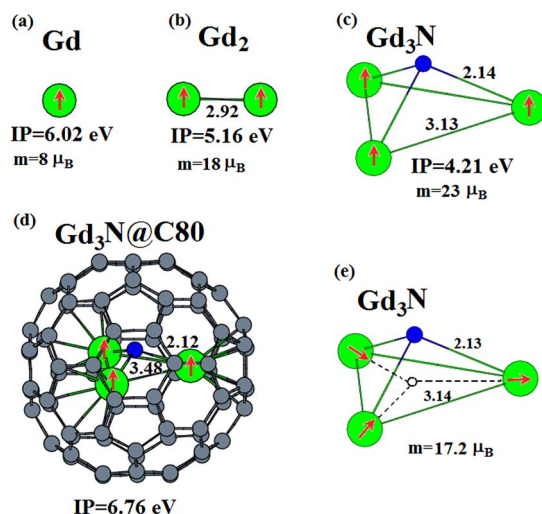 (a)
Gd
IP=6.02 eV
m=8 μB
(b)
Gd2
2.92
IP=5.16 eV
m=18 μB
(c)
Gd3N
2.14
3.13
IP=4.21 eV
m=23 μB
(d)
Gd3N@C80
2.12
3.48
IP=6.76 eV
(e)
Gd3N
2.13
3.14
m=17.2 μB